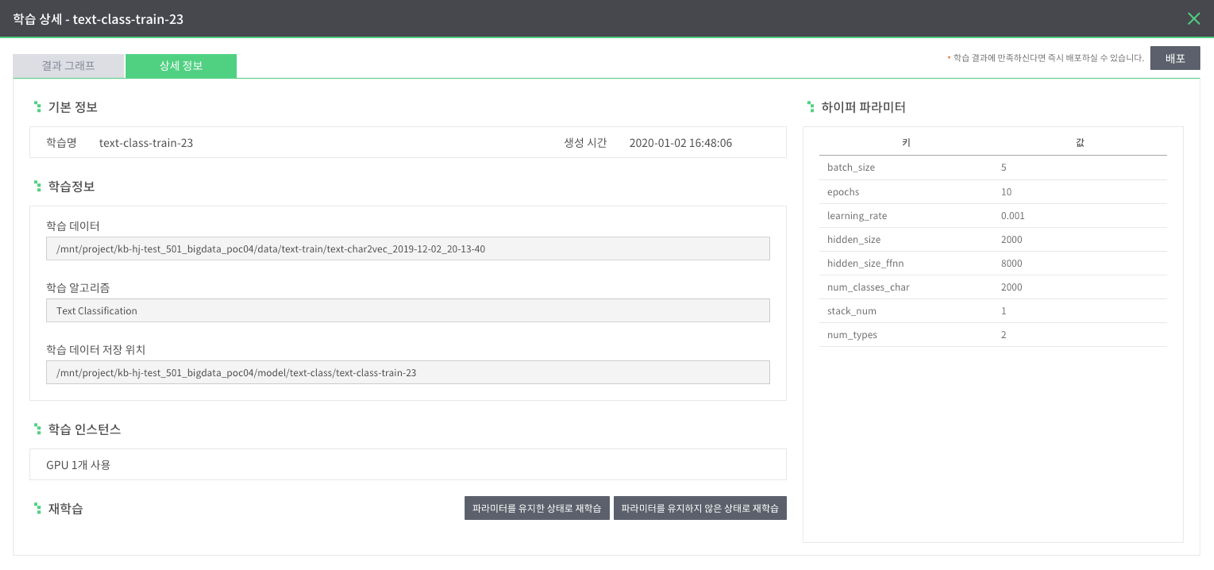 학습 상세 - text-class-train-23
결과 그래프
상세 정보
* 학습 결과에 만족하신다면 즉시 배포하실 수 있습니다.
배포
기본 정보
학습명 text-class-train-23 생성 시간 2020-01-02 16:48:06
학습정보
학습 데이터
/mnt/project/kb-hj-test_501_bigdata_poc04/data/text-train/text-char2vec_2019-12-02_20-13-40
학습 알고리즘
Text Classification
학습 데이터 저장 위치
/mnt/project/kb-hj-test_501_bigdata_poc04/model/text-class/text-class-train-23
학습 인스턴스
GPU 1개 사용
재학습
파라미터를 유지한 상태로 재학습
파라미터를 유지하지 않은 상태로 재학습
하이퍼 파라미터
키 값
batch_size 5
epochs 10
learning_rate 0.001
hidden_size 2000
hidden_size_ffnn 8000
num_classes_char 2000
stack_num 1
num_types 2